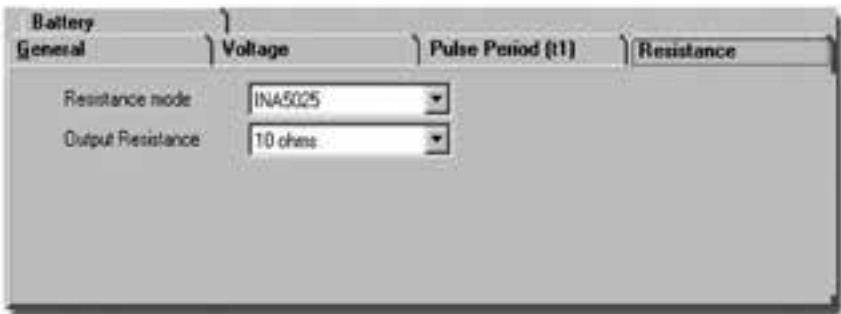 Battery
General Voltage Pulse Period (t1) Resistance
Resistance mode INA5025
Output Resistance 10 ohms